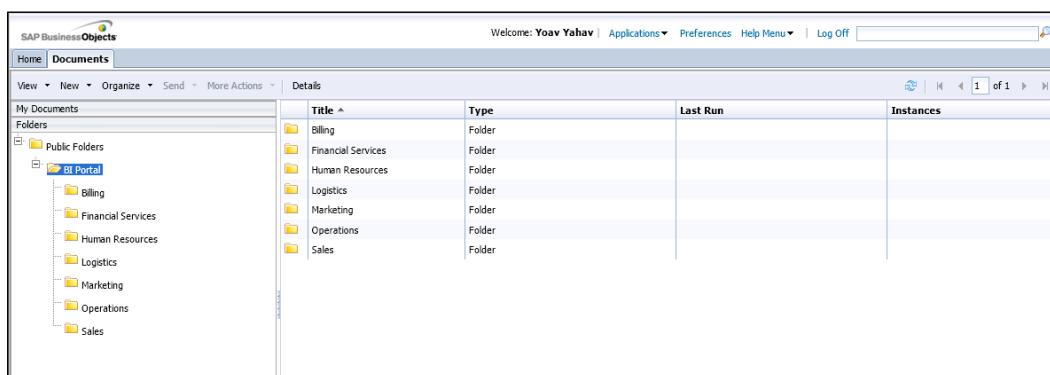 SAP BusinessObjects
Welcome: Yoav Yahav | Applications Preferences Help Menu | Log Off
Home Documents
View New Organize Send More Actions Details
1 of 1
My Documents
Folders
Public Folders
BI Portal
Billing
Financial Services
Human Resources
Logistics
Marketing
Operations
Sales
Title Type Last Run Instances
Billing Folder
Financial Services Folder
Human Resources Folder
Logistics Folder
Marketing Folder
Operations Folder
Sales Folder